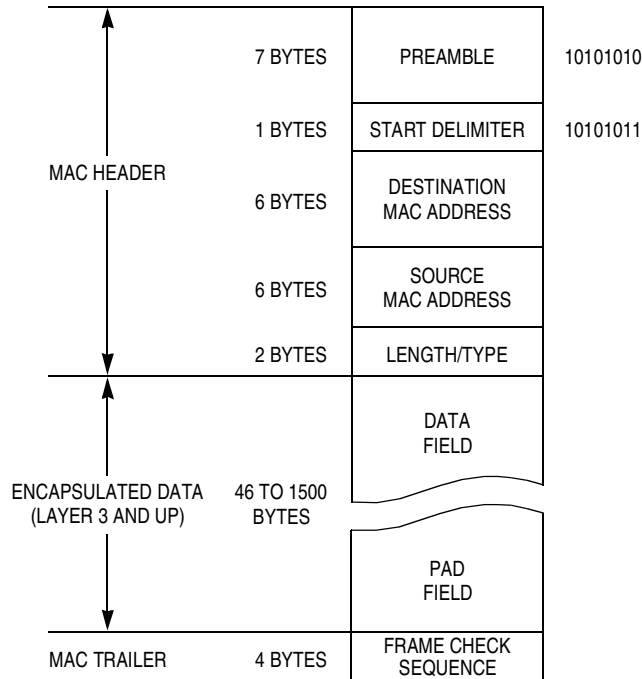 7 BYTES PREAMBLE 10101010
1 BYTES START DELIMITER 10101011
MAC HEADER
6 BYTES DESTINATION
MAC ADDRESS
6 BYTES SOURCE
MAC ADDRESS
2 BYTES LENGTH/TYPE
DATA
FIELD
ENCAPSULATED DATA
(LAYER 3 AND UP)
46 TO 1500
BYTES
PAD
FIELD
MAC TRAILER 4 BYTES FRAME CHECK
SEQUENCE